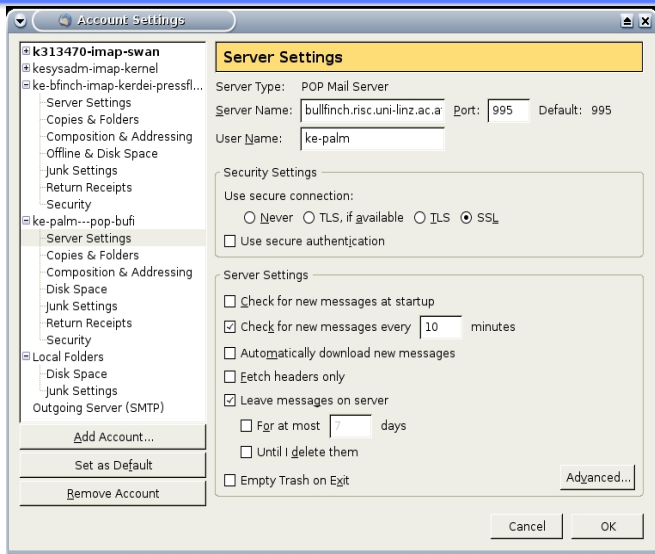 Account Settings
k313470-imap-swan
kesysadm-imap-kernel
ke-bfinch-imap-kerdei-pressfl...
Server Settings
Copies & Folders
Composition & Addressing
Offline & Disk Space
Junk Settings
Return Receipts
Security
ke-palm---pop-bufi
Server Settings
Copies & Folders
Composition & Addressing
Disk Space
Junk Settings
Return Receipts
Security
Local Folders
Disk Space
Junk Settings
Outgoing Server (SMTP)
Add Account...
Set as Default
Remove Account
Server Settings
Server Type: POP Mail Server
Server Name: bullfinch.risc.uni-linz.ac.a Port: 995 Default: 995
User Name: ke-palm
Security Settings
Use secure connection:
Never TLS, if available TLS SSL
Use secure authentication
Server Settings
Check for new messages at startup
Check for new messages every 10 minutes
Automatically download new messages
Fetch headers only
Leave messages on server
For at most 7 days
Until I delete them
Empty Trash on Exit
Advanced...
Cancel OK